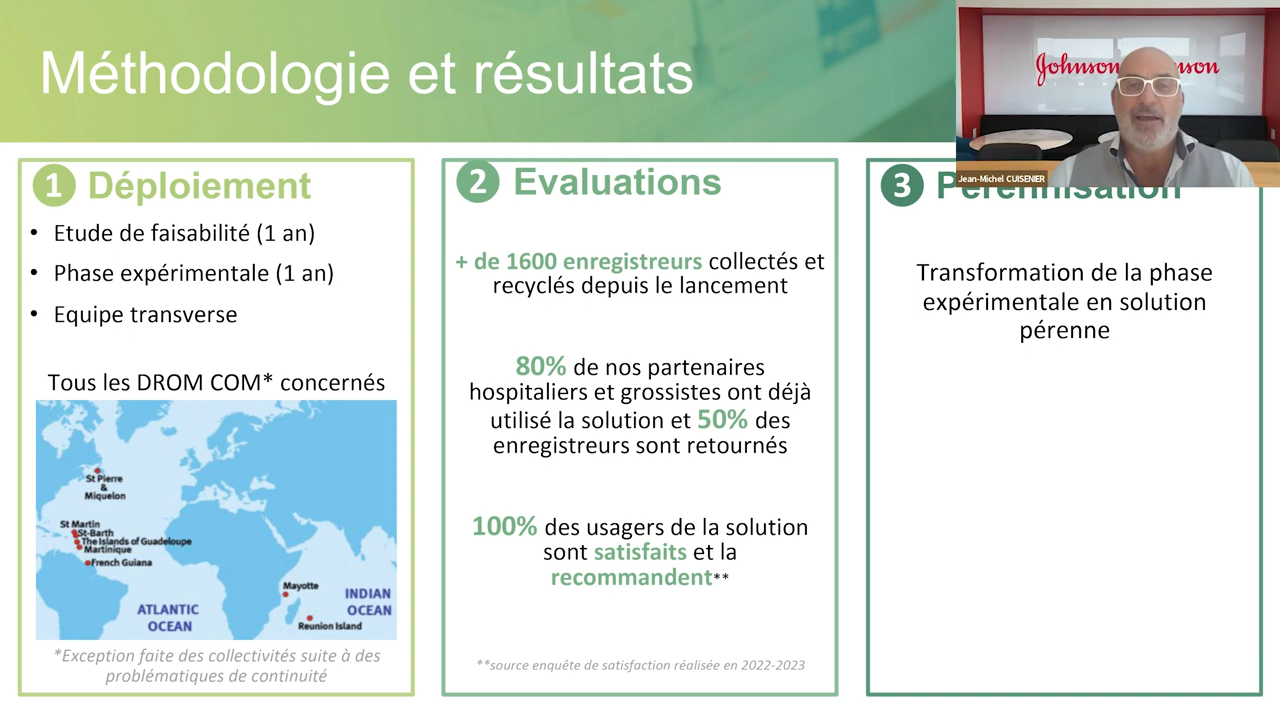 Méthodologie et résultats
Johnson
Jean-Michel CUISENIER
1 Déploiement
• Etude de faisabilité (1 an)
• Phase expérimentale (1 an)
• Equipe transverse
Tous les DROM COM* concernés
St Pierre
&
Miquelon
St Martin
St-Barth
The Islands of Guadeloupe
Martinique
French Guiana
Mayotte
Reunion Island
ATLANTIC
OCEAN
INDIAN
OCEAN
*Exception faite des collectivités suite à des
problématiques de continuité
2 Evaluations
+ de 1600 enregistreurs collectés et
recyclés depuis le lancement
80% de nos partenaires
hospitaliers et grossistes ont déjà
utilisé la solution et 50% des
enregistreurs sont retournés
100% des usagers de la solution
sont satisfaits et la
recommandent**
**source enquête de satisfaction réalisée en 2022-2023
3 Pérennisation
Transformation de la phase
expérimentale en solution
pérenne